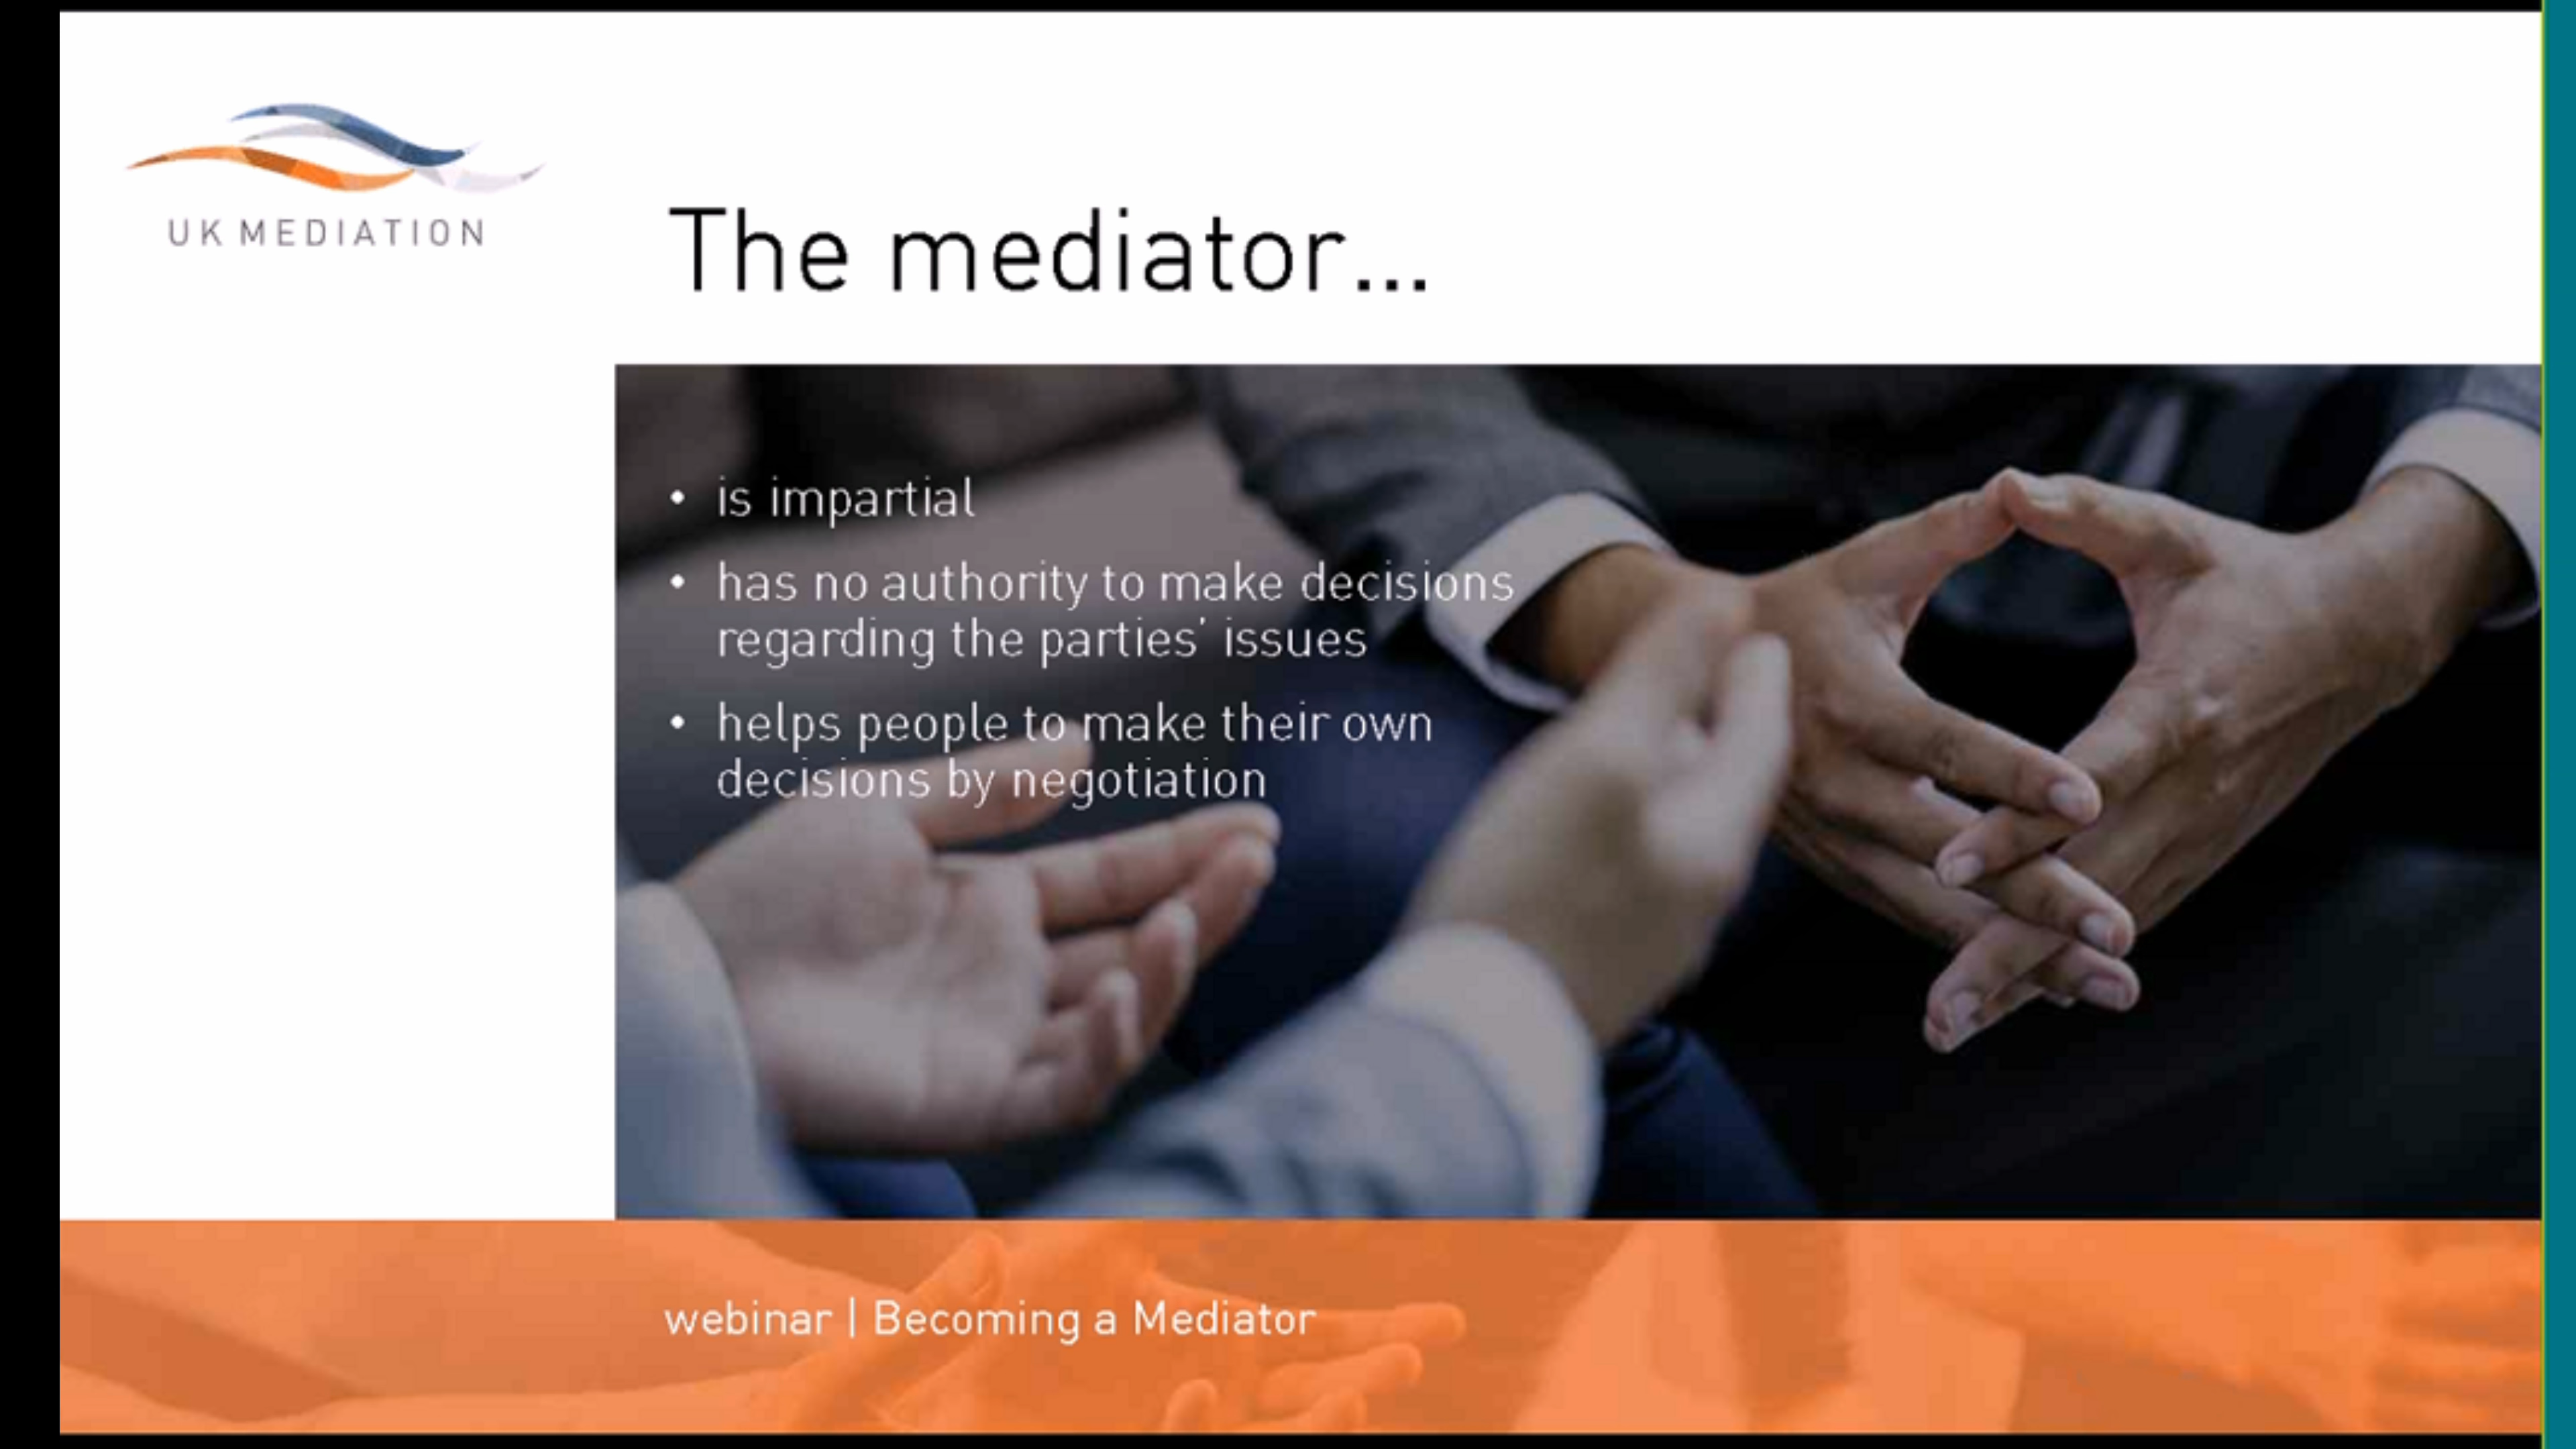 UK MEDIATION
The mediator...
• is impartial
• has no authority to make decisions
regarding the parties' issues
• helps people to make their own
decisions by negotiation
webinar | Becoming a Mediator